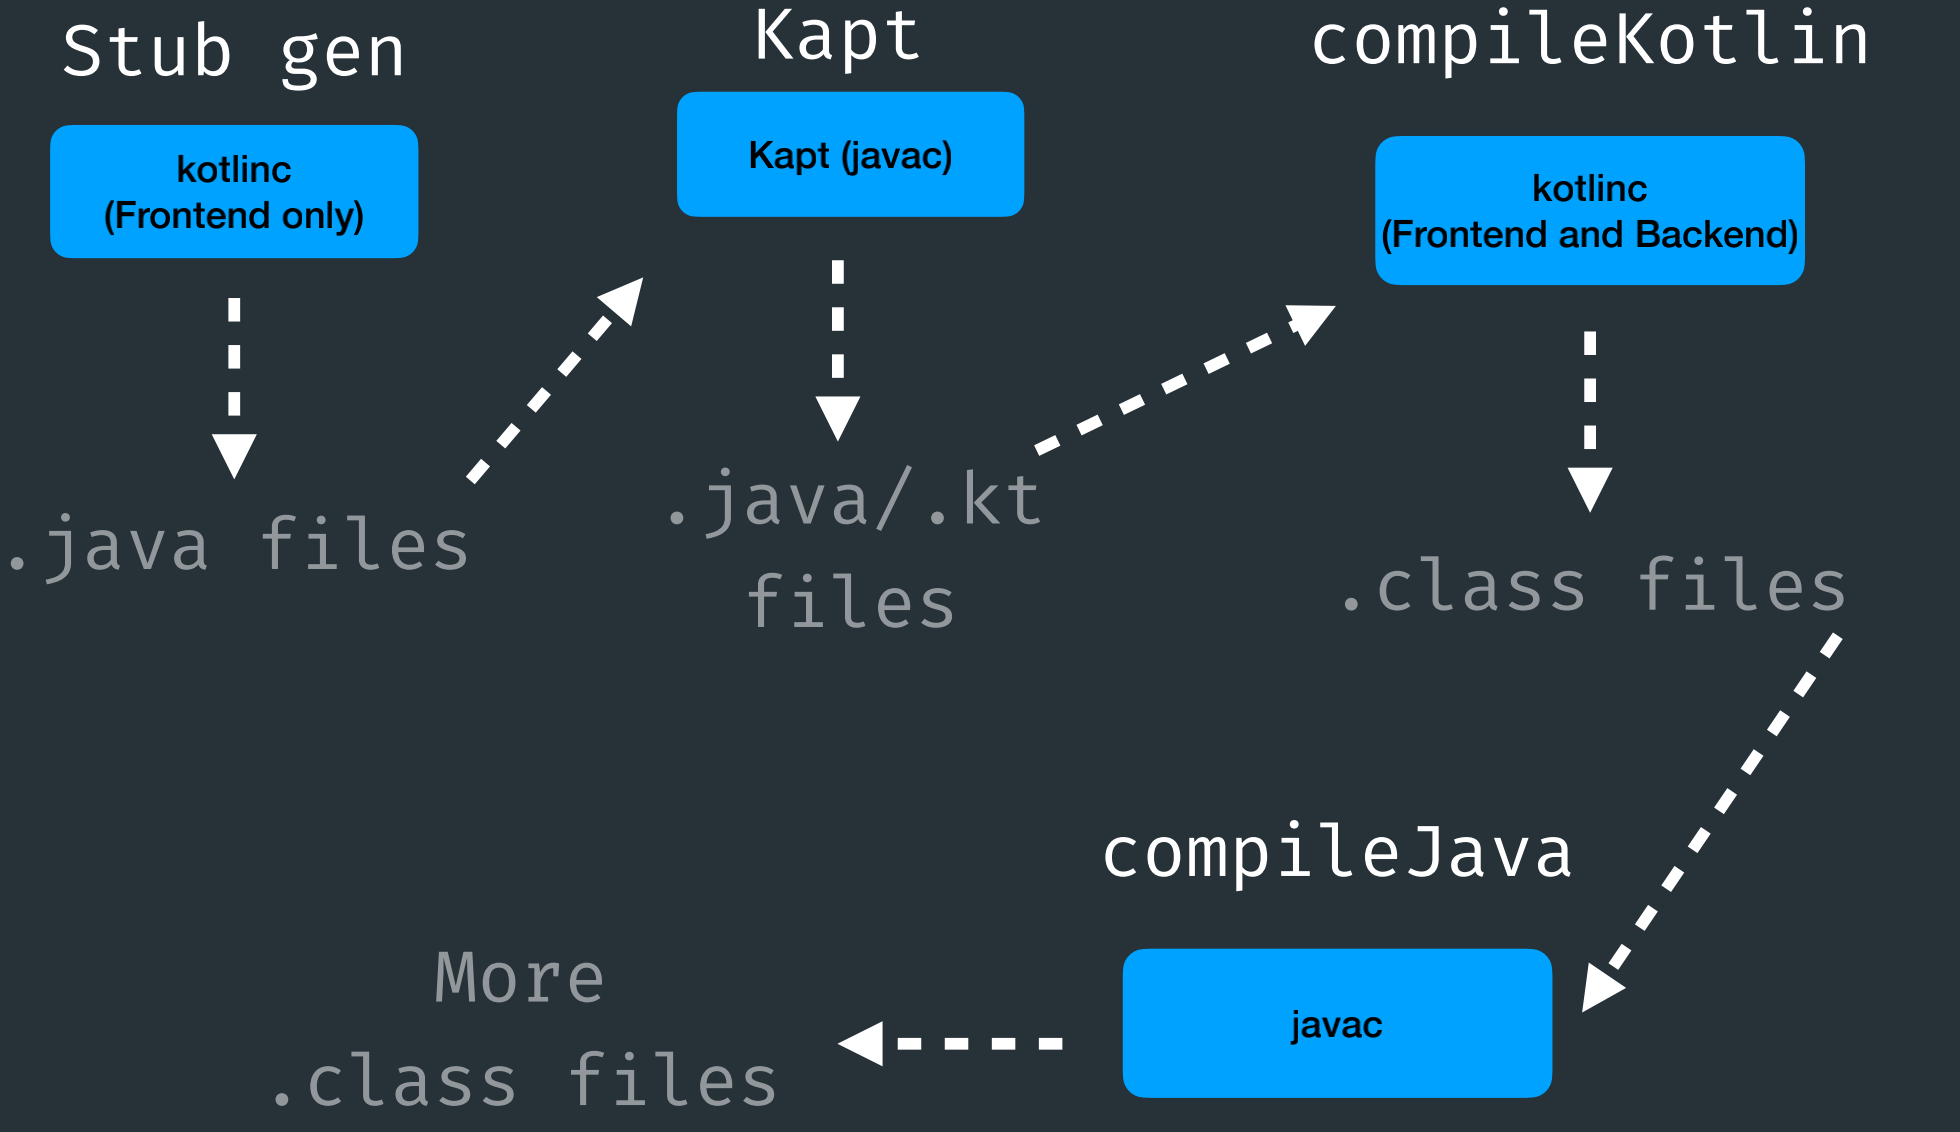 Stub gen
kotlinc
(Frontend only)
.java files
Kapt
Kapt (javac)
.java/.kt
files
compileKotlin
kotlinc
(Frontend and Backend)
.class files
compileJava
javac
More
.class files